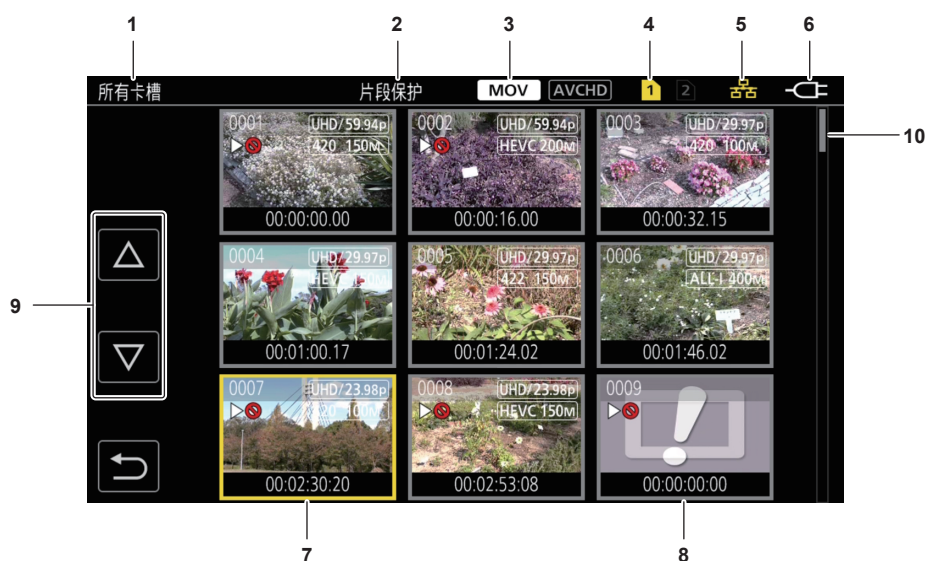 1 2 3 4 5 6
所有卡槽 片段保护 MOV AVCHD 1 2
10
0001 UHD/59.94p 0002 UHD/59.94p 0003 UHD/29.97p
420 150M HEVC 200M 420 100M
00:00:00.00 00:00:16.00 00:00:32.15
0004 UHD/29.97p 0005 UHD/29.97p 0006 UHD/29.97p
HEVC 150M 422 150M ALL-I 400M
9
00:01:00.17 00:01:24.02 00:01:46.02
0007 UHD/23.98p 0008 UHD/23.98p 0009
420 100M HEVC 150M
00:02:30:20 00:02:53:08 00:00:00:00
7 8